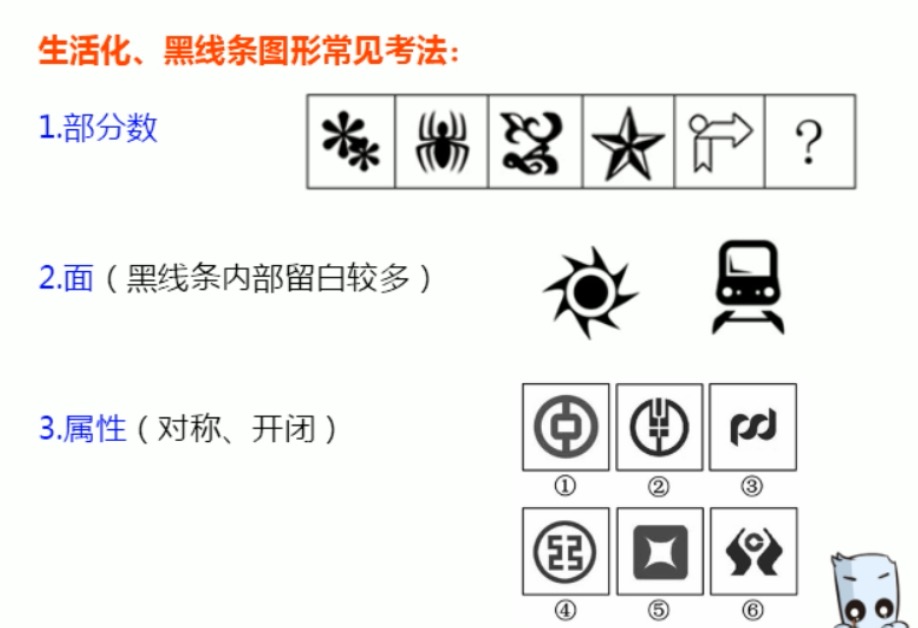 生活化、黑线条图形常见考法：
1.部分数
?
2.面（黑线条内部留白较多）
3.属性（对称、开闭）
① ② ③
④ ⑤ ⑥